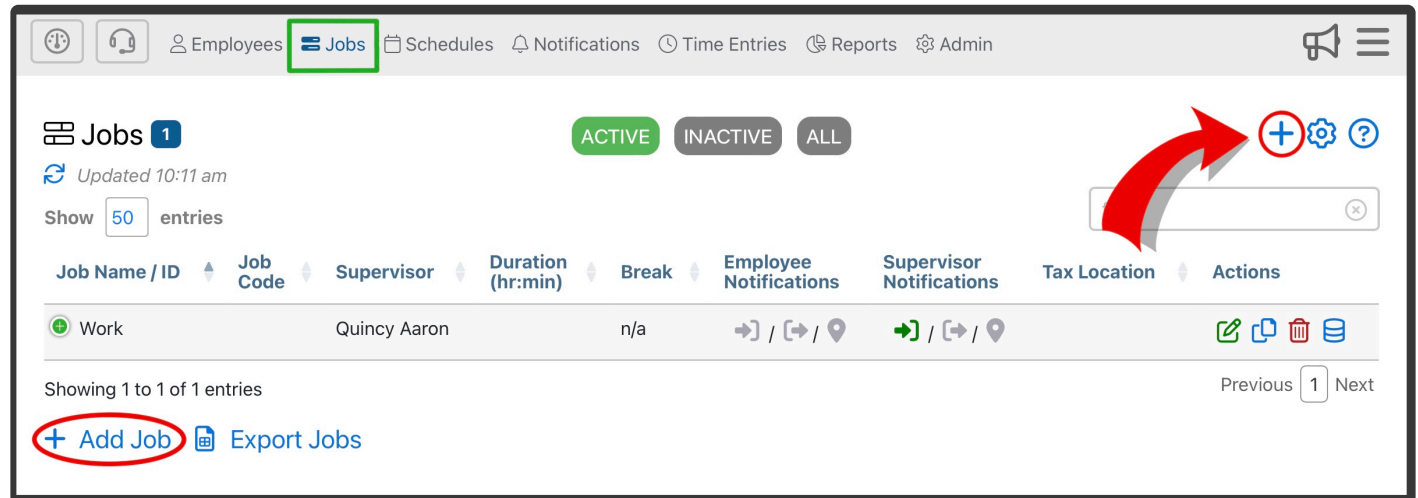 Employees Jobs Schedules Notifications Time Entries Reports Admin
Jobs 1
ACTIVE INACTIVE ALL
Updated 10:11 am
Show 50 entries
Job Name / ID Job Code Supervisor Duration (hr:min) Break Employee Notifications Supervisor Notifications Tax Location Actions
Work Quincy Aaron n/a / / / /
Showing 1 to 1 of 1 entries
Previous 1 Next
+ Add Job Export Jobs